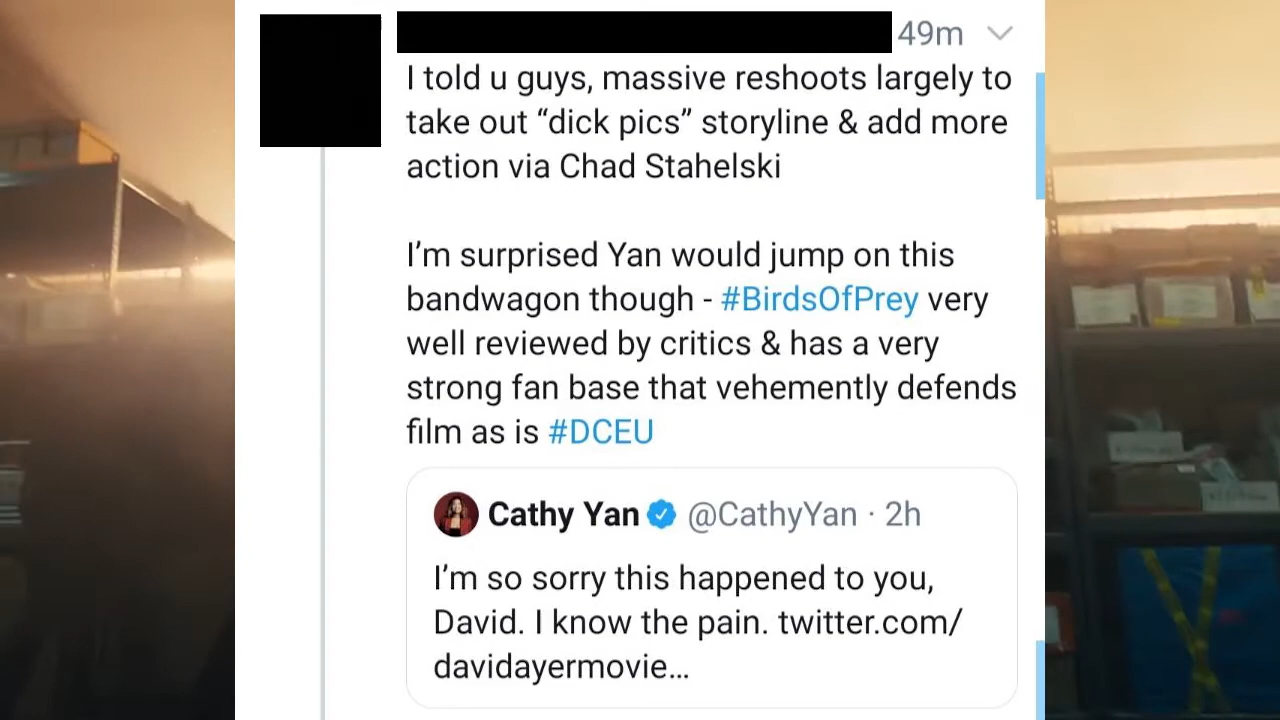 49m
I told u guys, massive reshoots largely to
take out “dick pics” storyline & add more
action via Chad Stahelski
I’m surprised Yan would jump on this
bandwagon though - #BirdsOfPrey very
well reviewed by critics & has a very
strong fan base that vehemently defends
film as is #DCEU
Cathy Yan @CathyYan · 2h
I’m so sorry this happened to you,
David. I know the pain. twitter.com/
davidayermovie...